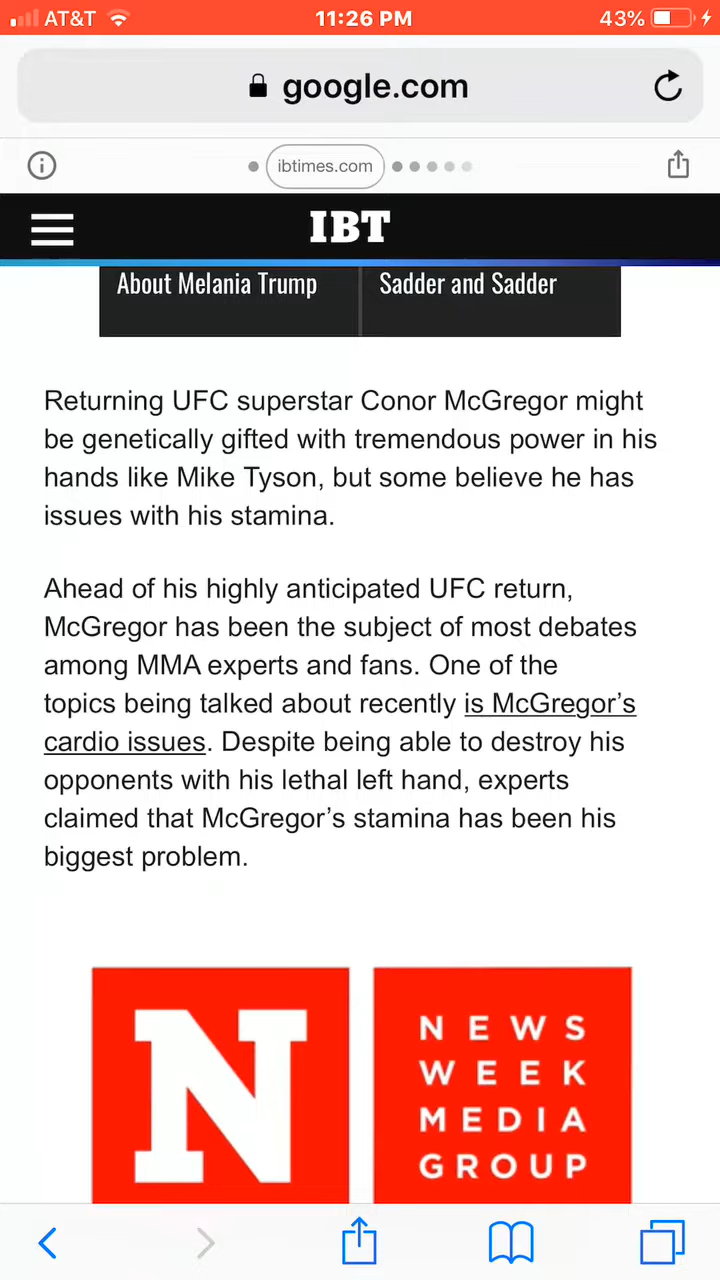 AT&T 11:26 PM 43%
google.com
ibtimes.com
IBT
About Melania Trump Sadder and Sadder
Returning UFC superstar Conor McGregor might
be genetically gifted with tremendous power in his
hands like Mike Tyson, but some believe he has
issues with his stamina.
Ahead of his highly anticipated UFC return,
McGregor has been the subject of most debates
among MMA experts and fans. One of the
topics being talked about recently is McGregor’s
cardio issues. Despite being able to destroy his
opponents with his lethal left hand, experts
claimed that McGregor’s stamina has been his
biggest problem.
N
NEWS
WEEK
MEDIA
GROUP